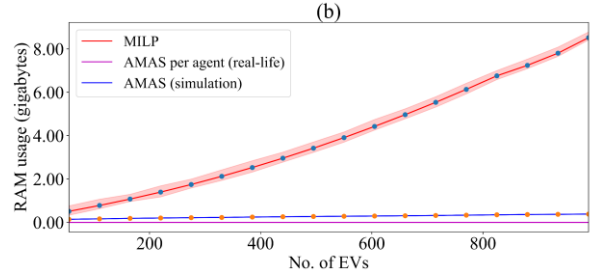 (b)
RAM usage (gigabytes)
8.00
6.00
4.00
2.00
0.00
MILP
AMAS per agent (real-life)
AMAS (simulation)
200
400
600
800
No. of EVs